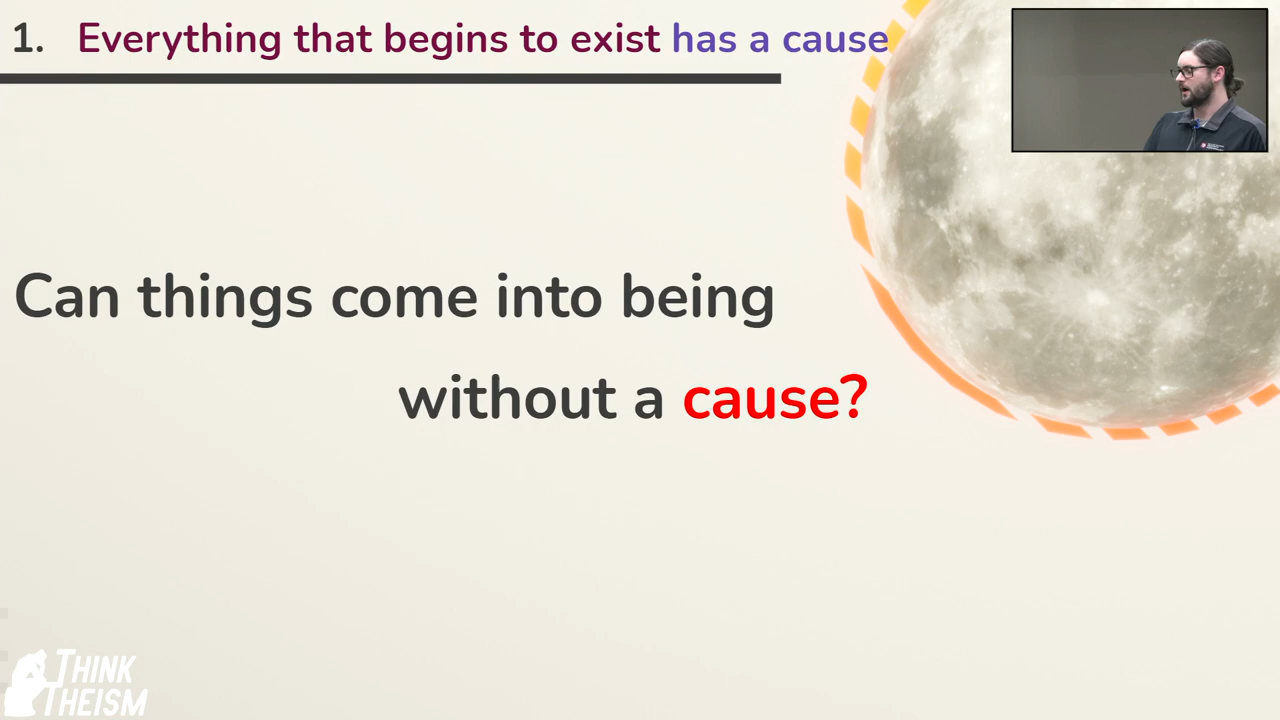 1. Everything that begins to exist has a cause
Can things come into being
without a cause?
THINK
THEISM